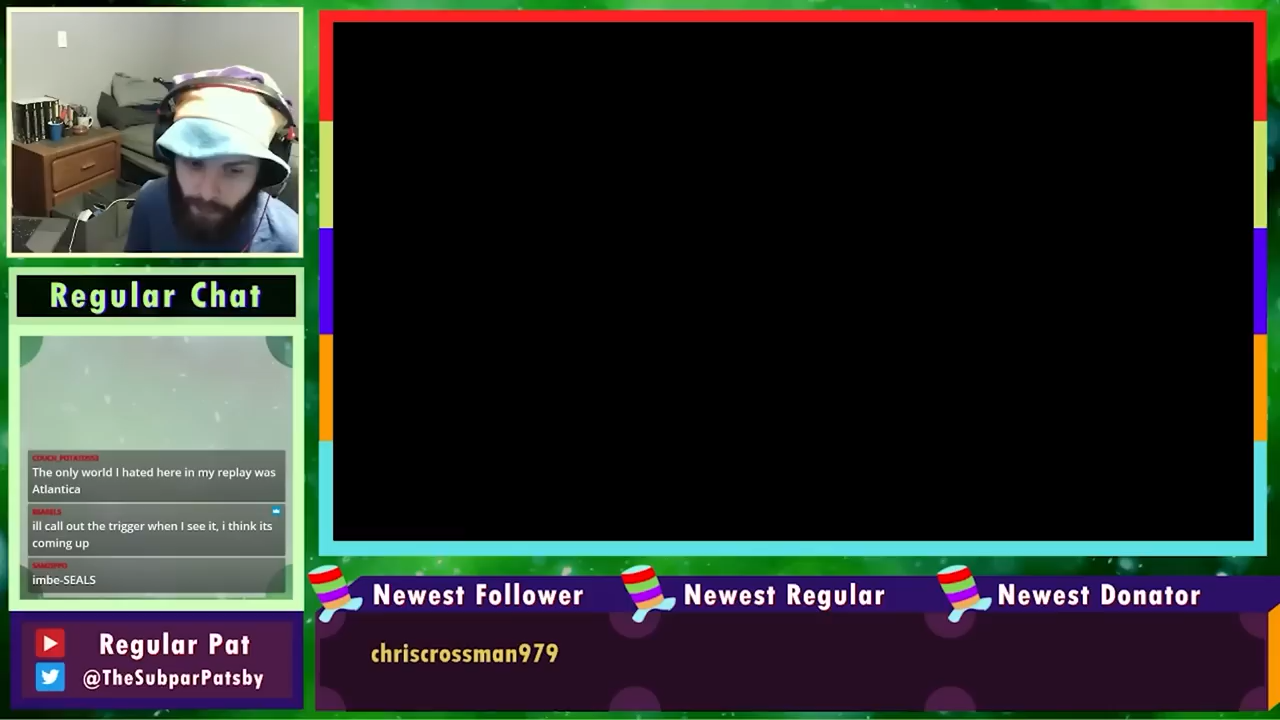 Regular Chat
COUCH_POTATER53
The only world I hated here in my replay was
Atlantica
ill call out the trigger when I see it, i think its
coming up
imbe-SEALS
Regular Pat
@TheSubparPatsby
Newest Follower
Newest Regular
Newest Donator
chriscrossman979